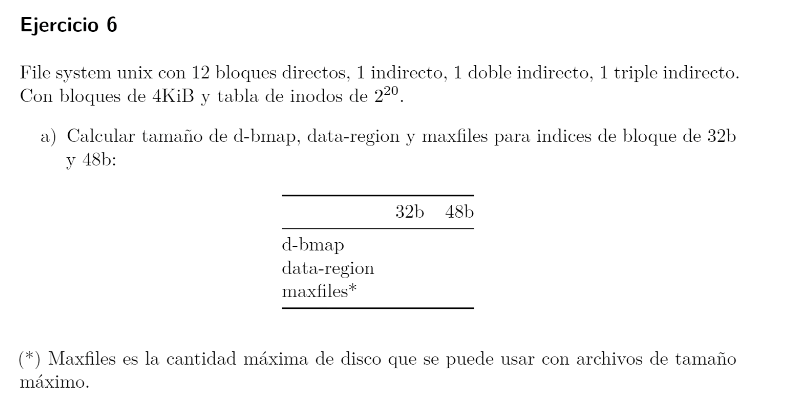 Ejercicio 6
File system unix con 12 bloques directos, 1 indirecto, 1 doble indirecto, 1 triple indirecto.
Con bloques de 4KiB y tabla de inodos de 2²⁰.
a) Calcular tamaño de d-bmap, data-region y maxfiles para indices de bloque de 32b
y 48b:
32b 48b
d-bmap
data-region
maxfiles*
(*) Maxfiles es la cantidad máxima de disco que se puede usar con archivos de tamaño
máximo.